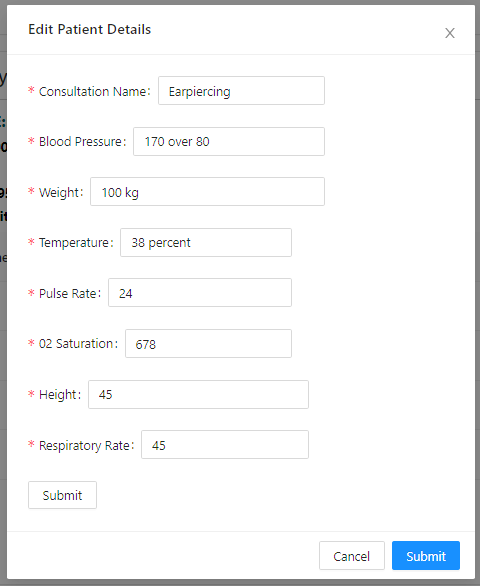 Edit Patient Details
* Consultation Name: Earpiercing
* Blood Pressure: 170 over 80
* Weight: 100 kg
* Temperature: 38 percent
* Pulse Rate: 24
* 02 Saturation: 678
* Height: 45
* Respiratory Rate: 45
Submit
Cancel Submit